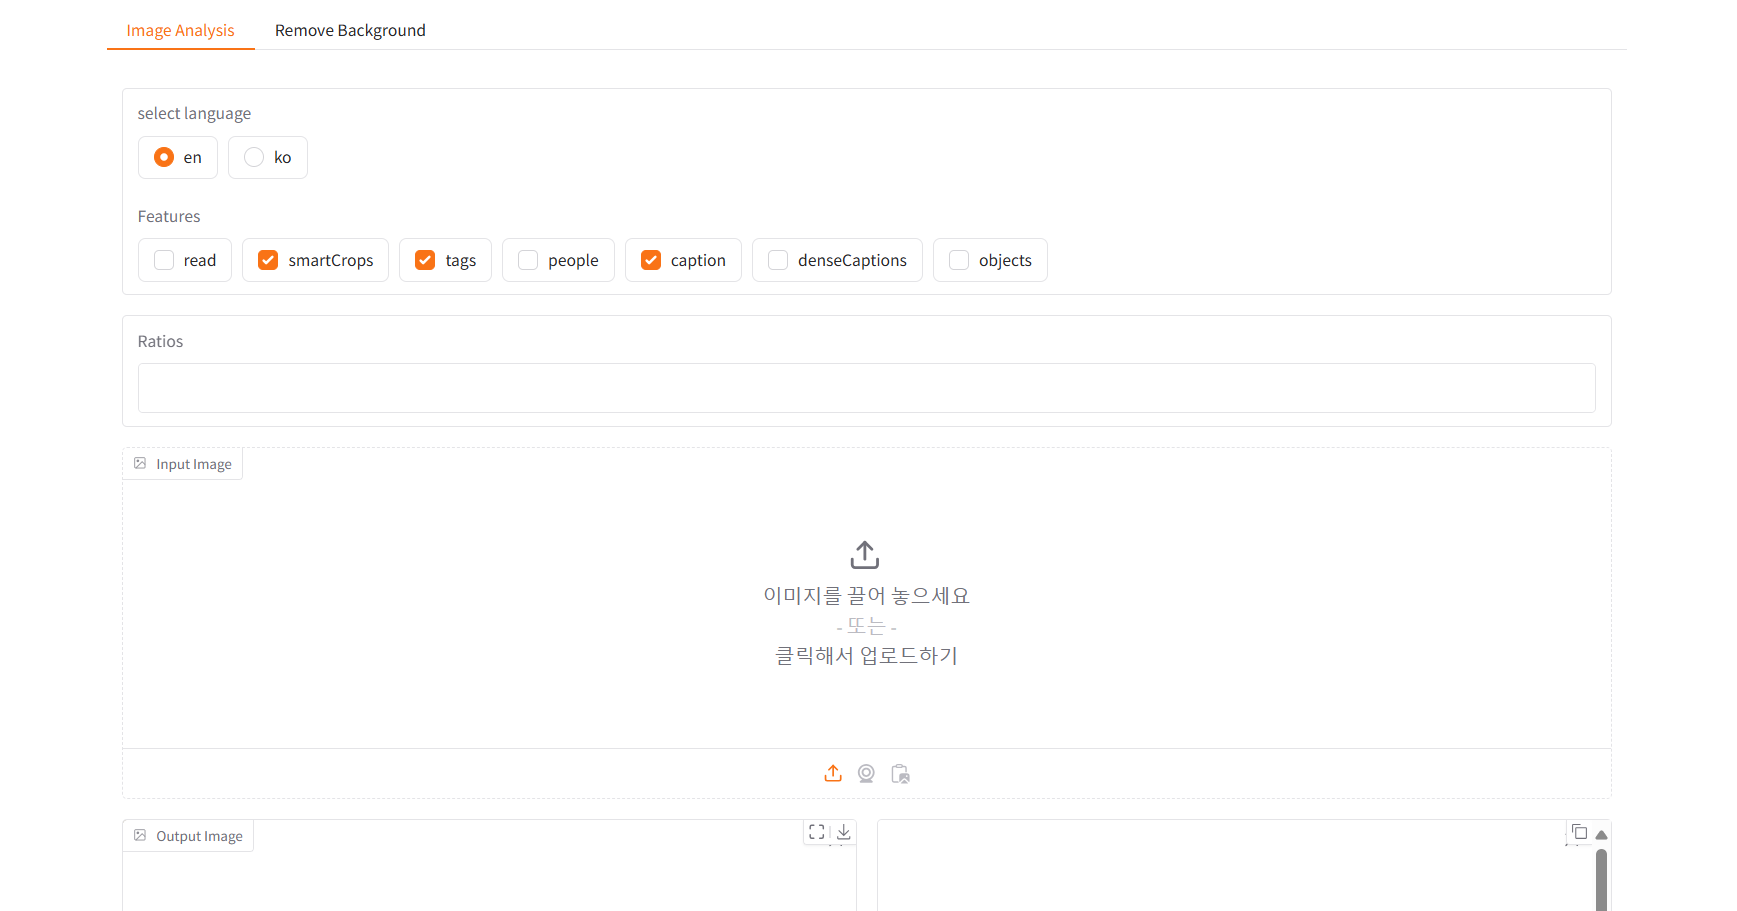 Image Analysis Remove Background
select language
en ko
Features
read smartCrops tags people caption denseCaptions objects
Ratios
Input Image
이미지를 끌어 놓으세요
- 또는 -
클릭해서 업로드하기
Output Image